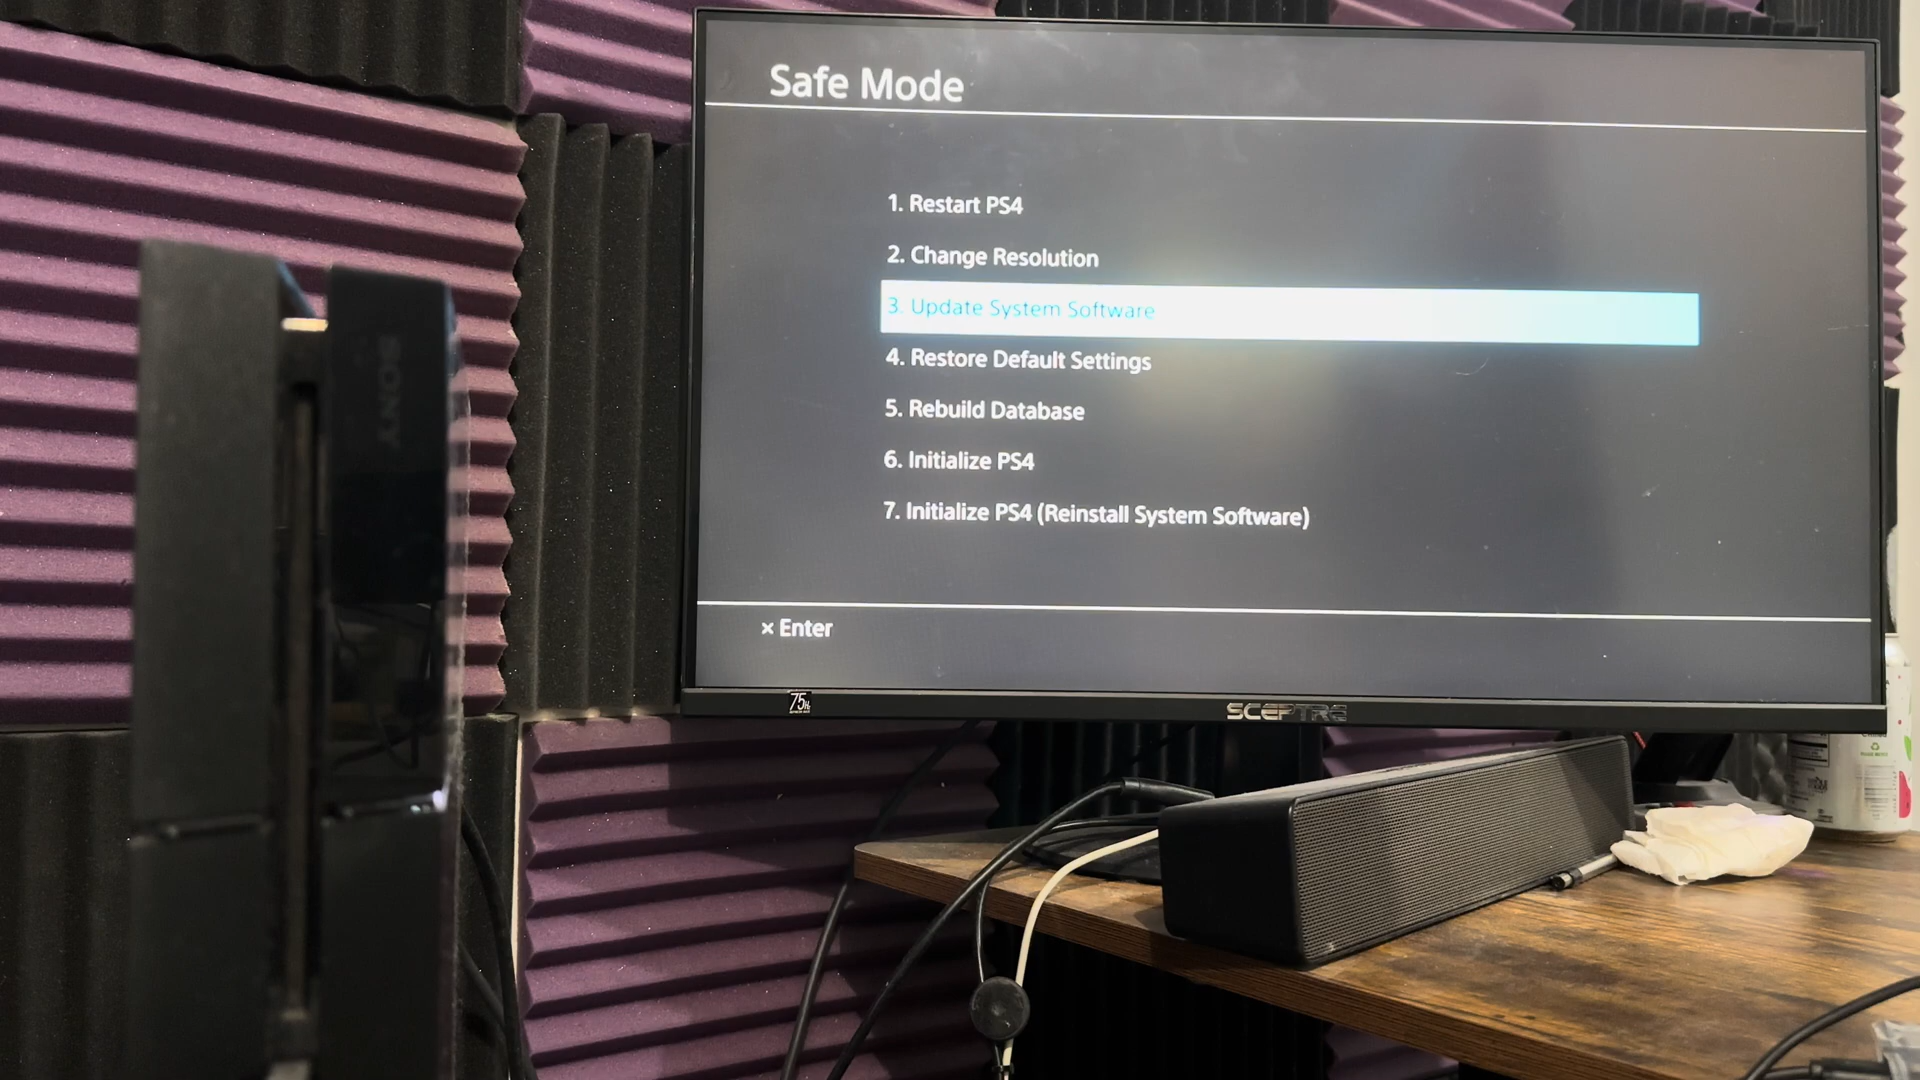 Safe Mode
1. Restart PS4
2. Change Resolution
3. Update System Software
4. Restore Default Settings
5. Rebuild Database
6. Initialize PS4
7. Initialize PS4 (Reinstall System Software)
× Enter
75Hz
SCEPTRE
SONY